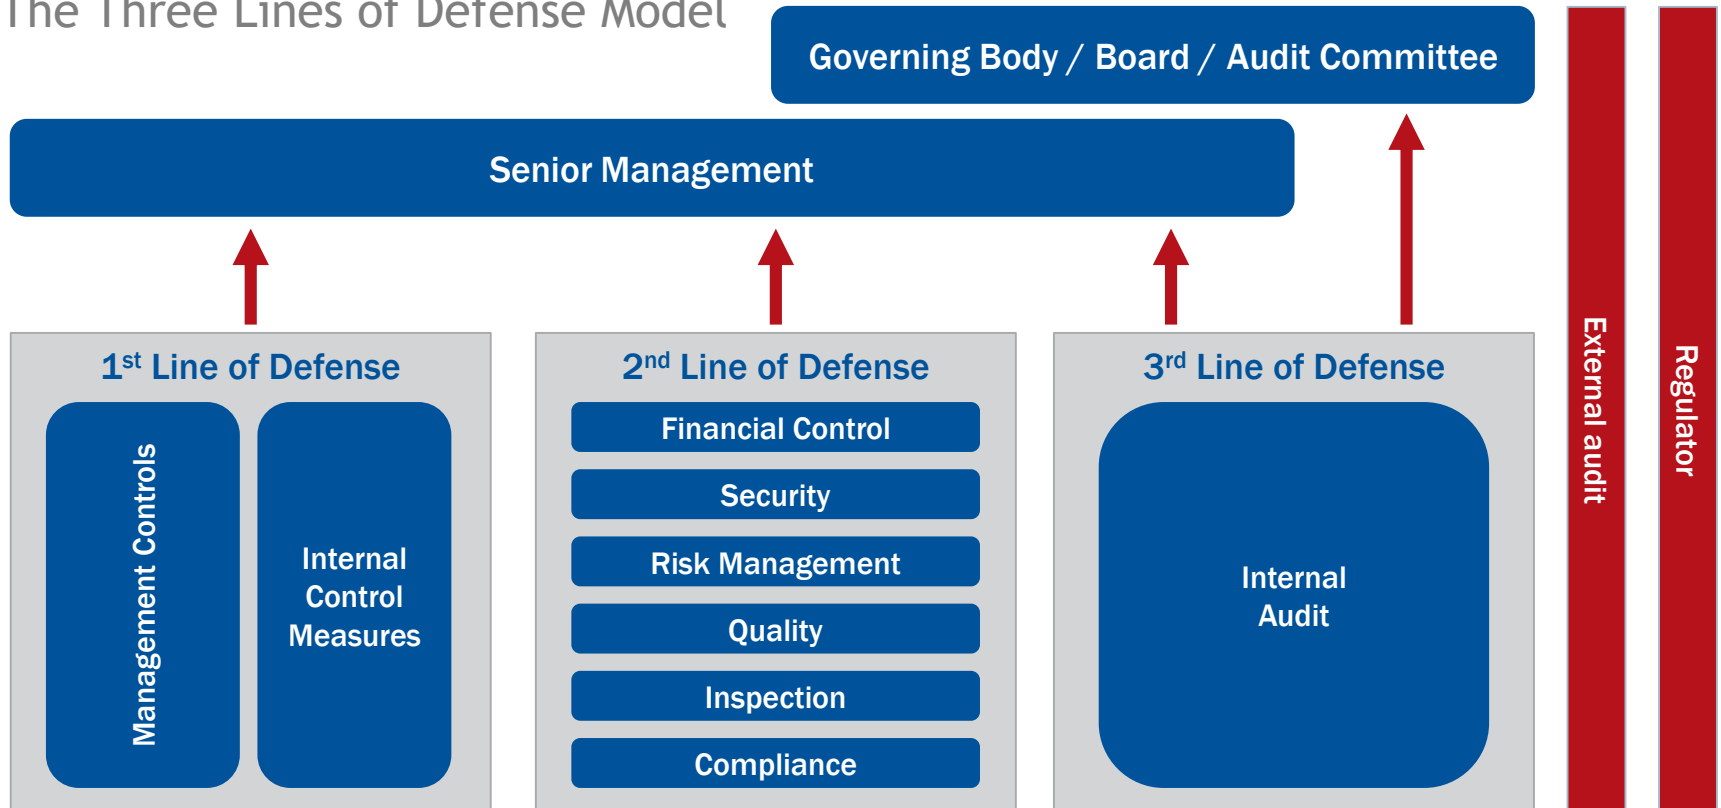 The Three Lines of Defense Model
Governing Body / Board / Audit Committee
Senior Management
1st Line of Defense
Management Controls
Internal
Control
Measures
2nd Line of Defense
Financial Control
Security
Risk Management
Quality
Inspection
Compliance
3rd Line of Defense
Internal
Audit
External audit
Regulator